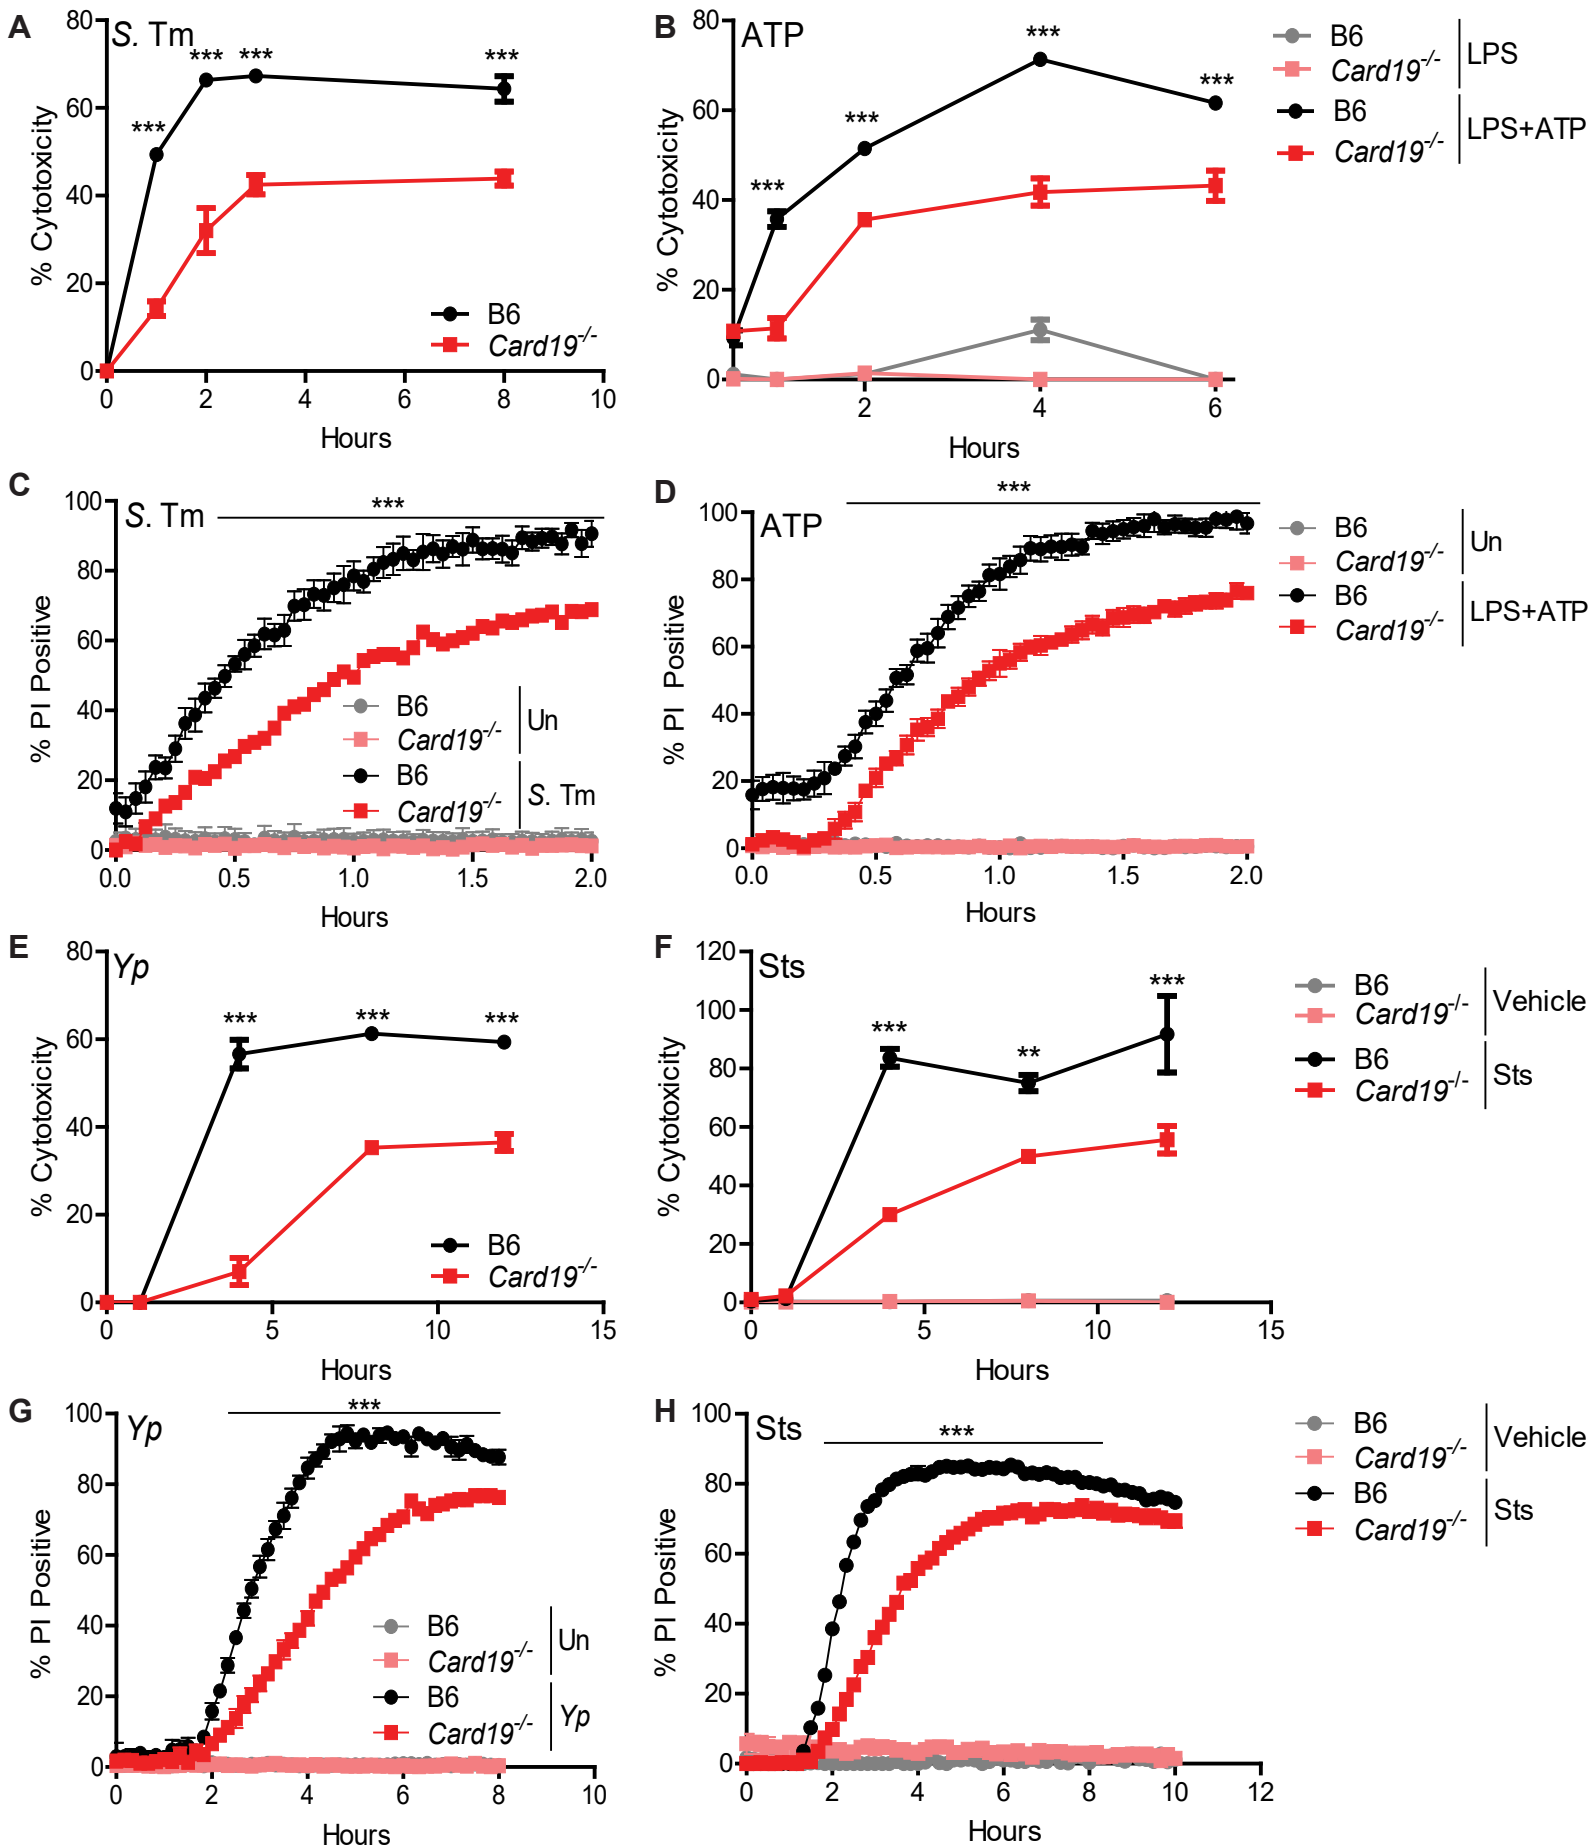 A
S. Tm
% Cytotoxicity
80
60
40
20
0
***
***
***
***
B6
Card19-/-
0 2 4 6 8 10
Hours
B
ATP
% Cytotoxicity
80
60
40
20
0
***
***
***
***
2 4 6
Hours
B6
Card19-/-
LPS
B6
Card19-/-
LPS+ATP
C
S. Tm
***
% PI Positive
100
80
60
40
20
0
B6
Card19-/-
Un
B6
Card19-/-
S. Tm
0.0 0.5 1.0 1.5 2.0
Hours
D
ATP
***
% PI Positive
100
80
60
40
20
0
0.0 0.5 1.0 1.5 2.0
Hours
B6
Card19-/-
Un
B6
Card19-/-
LPS+ATP
E
Yp
% Cytotoxicity
80
60
40
20
0
***
***
***
B6
Card19-/-
0 5 10 15
Hours
F
Sts
% Cytotoxicity
120
100
80
60
40
20
0
***
**
***
0 5 10 15
Hours
B6
Card19-/-
Vehicle
B6
Card19-/-
Sts
G
Yp
***
% PI Positive
100
80
60
40
20
0
B6
Card19-/-
Un
B6
Card19-/-
Yp
0 2 4 6 8 10
Hours
H
Sts
***
% PI Positive
100
80
60
40
20
0
0 2 4 6 8 10 12
Hours
B6
Card19-/-
Vehicle
B6
Card19-/-
Sts